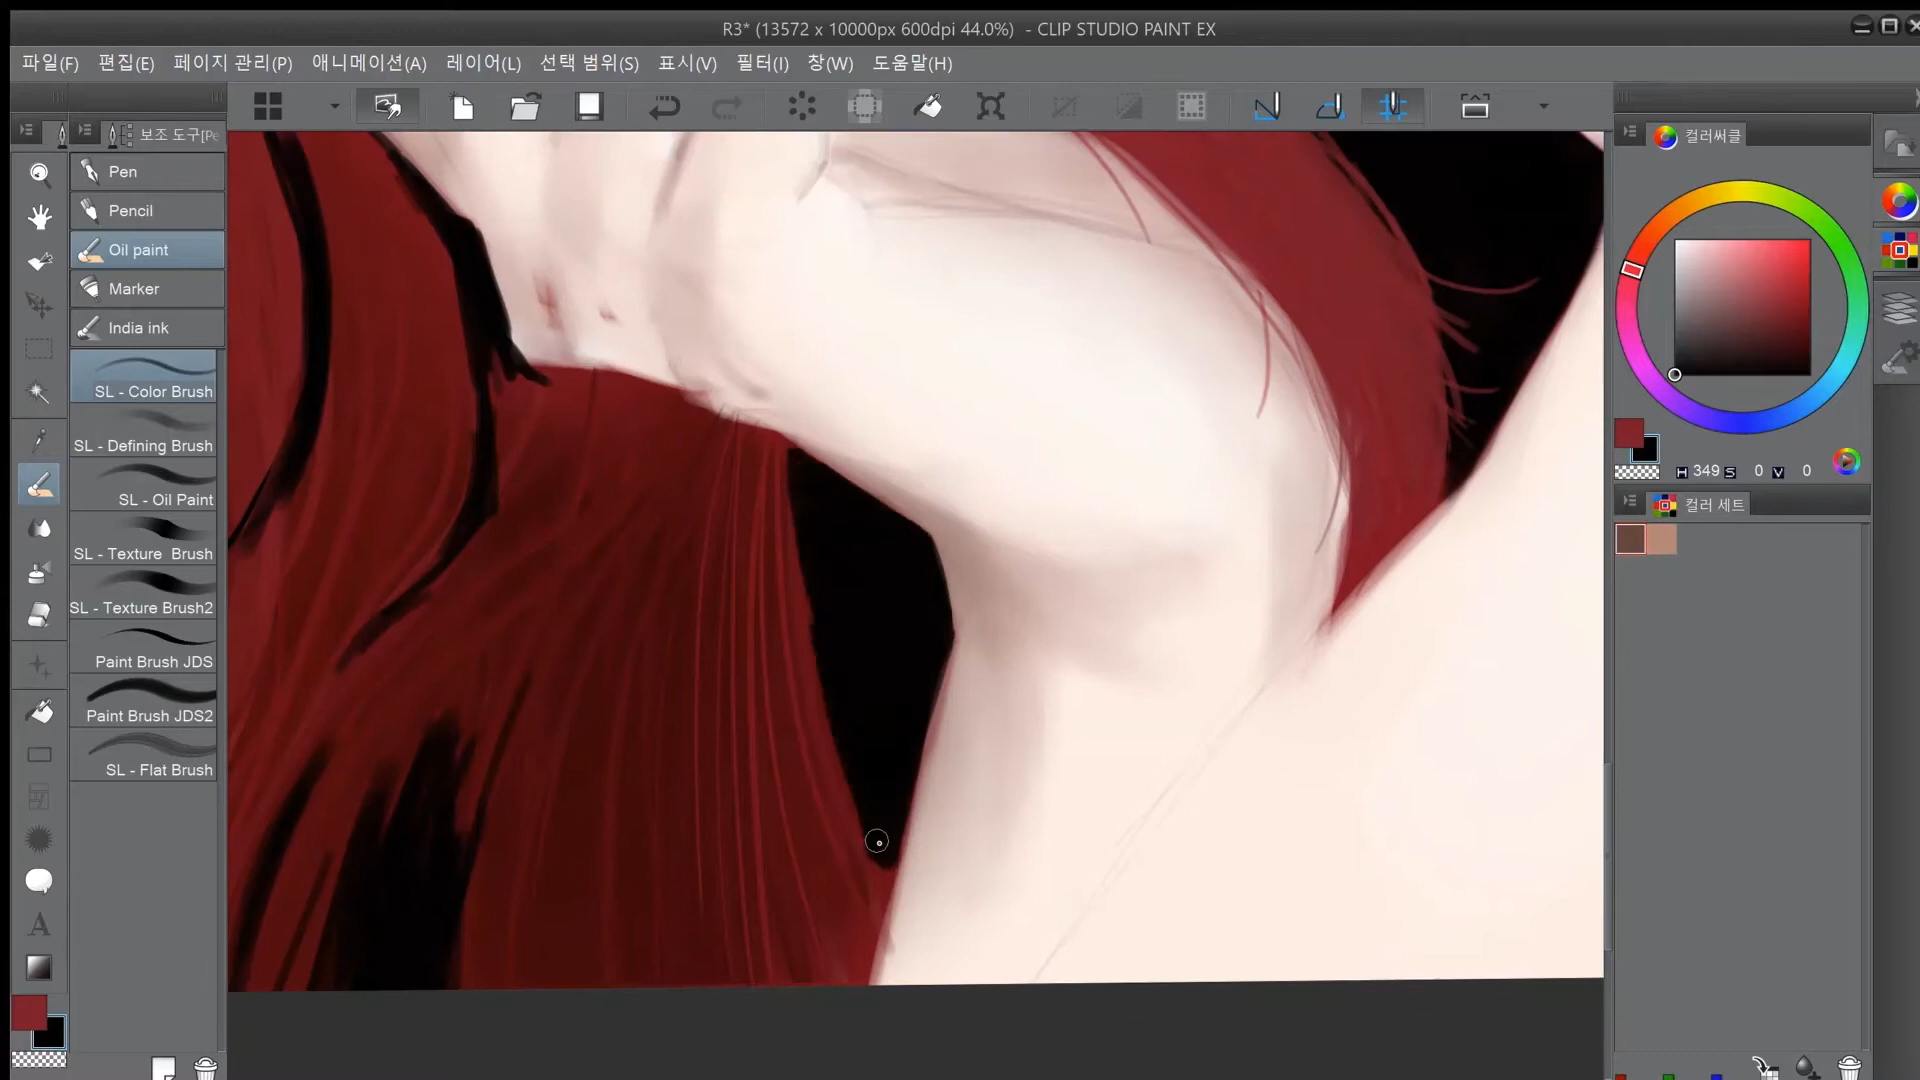 R3* (13572 x 10000px 600dpi 44.0%) - CLIP STUDIO PAINT EX
파일(F) 편집(E) 페이지 관리(P) 애니메이션(A) 레이어(L) 선택 범위(S) 표시(V) 필터(I) 창(W) 도움말(H)
보조 도구[Pe
Pen
Pencil
Oil paint
Marker
India ink
SL - Color Brush
SL - Defining Brush
SL - Oil Paint
SL - Texture Brush
SL - Texture Brush2
Paint Brush JDS
Paint Brush JDS2
SL - Flat Brush
A
컬러써클
H 349 S 0 V 0
컬러 세트